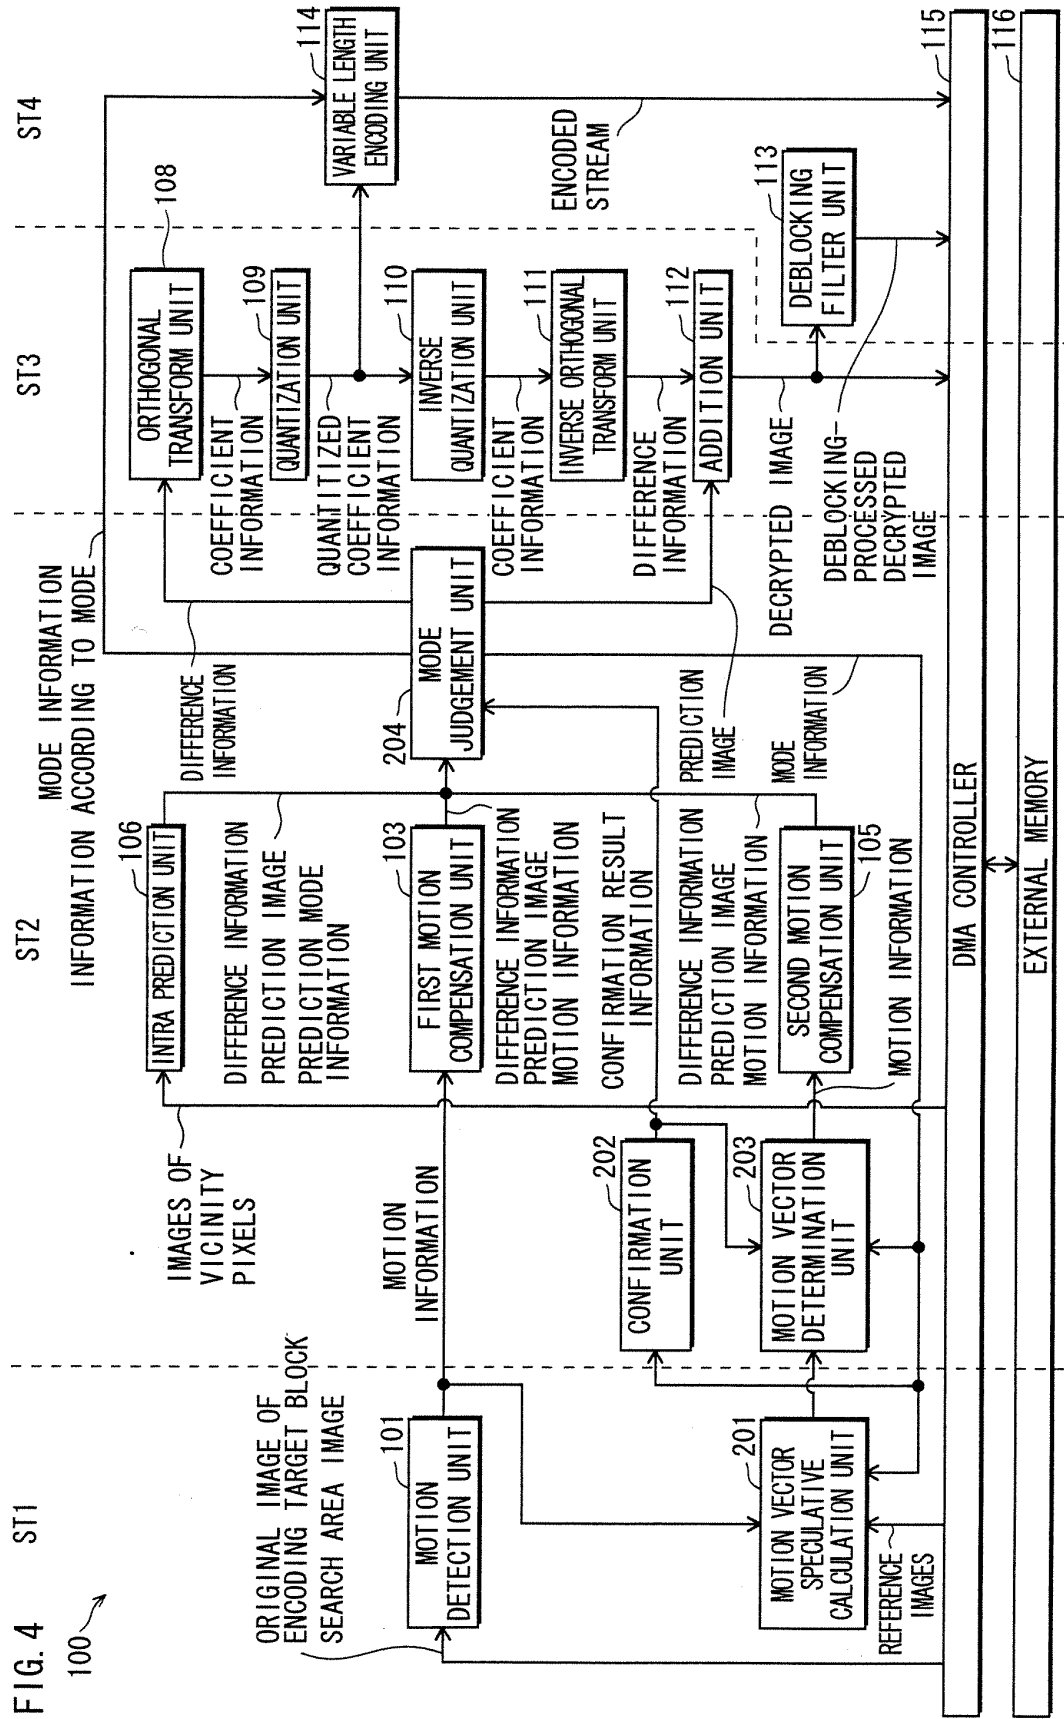 FIG. 4
100
ST1
ST2
ST3
ST4
ORIGINAL IMAGE OF
ENCODING TARGET BLOCK
SEARCH AREA IMAGE
101
MOTION
DETECTION UNIT
201
MOTION VECTOR
SPECULATIVE
CALCULATION UNIT
REFERENCE
IMAGES
IMAGES OF
VICINITY
PIXELS
MOTION
INFORMATION
202
CONFIRMATION
UNIT
203
MOTION VECTOR
DETERMINATION
UNIT
MODE INFORMATION
INFORMATION ACCORDING TO MODE
106
INTRA PREDICTION UNIT
DIFFERENCE INFORMATION
PREDICTION IMAGE
PREDICTION MODE
INFORMATION
103
FIRST MOTION
COMPENSATION UNIT
DIFFERENCE INFORMATION
PREDICTION IMAGE
MOTION INFORMATION
CONFIRMATION RESULT
INFORMATION
DIFFERENCE INFORMATION
PREDICTION IMAGE
MOTION INFORMATION
SECOND MOTION
COMPENSATION UNIT
105
MOTION INFORMATION
DIFFERENCE
INFORMATION
204
MODE
JUDGEMENT UNIT
PREDICTION
IMAGE
MODE
INFORMATION
108
ORTHOGONAL
TRANSFORM UNIT
COEFFICIENT
INFORMATION
109
QUANTIZATION UNIT
QUANTITIZED
COEFFICIENT
INFORMATION
110
INVERSE
QUANTIZATION UNIT
COEFFICIENT
INFORMATION
111
INVERSE ORTHOGONAL
TRANSFORM UNIT
DIFFERENCE
INFORMATION
112
ADDITION UNIT
DECRYPTED IMAGE
DEBLOCKING-
PROCESSED
DECRYPTED
IMAGE
114
VARIABLE LENGTH
ENCODING UNIT
ENCODED
STREAM
113
DEBLOCKING
FILTER UNIT
DMA CONTROLLER
115
EXTERNAL MEMORY
116